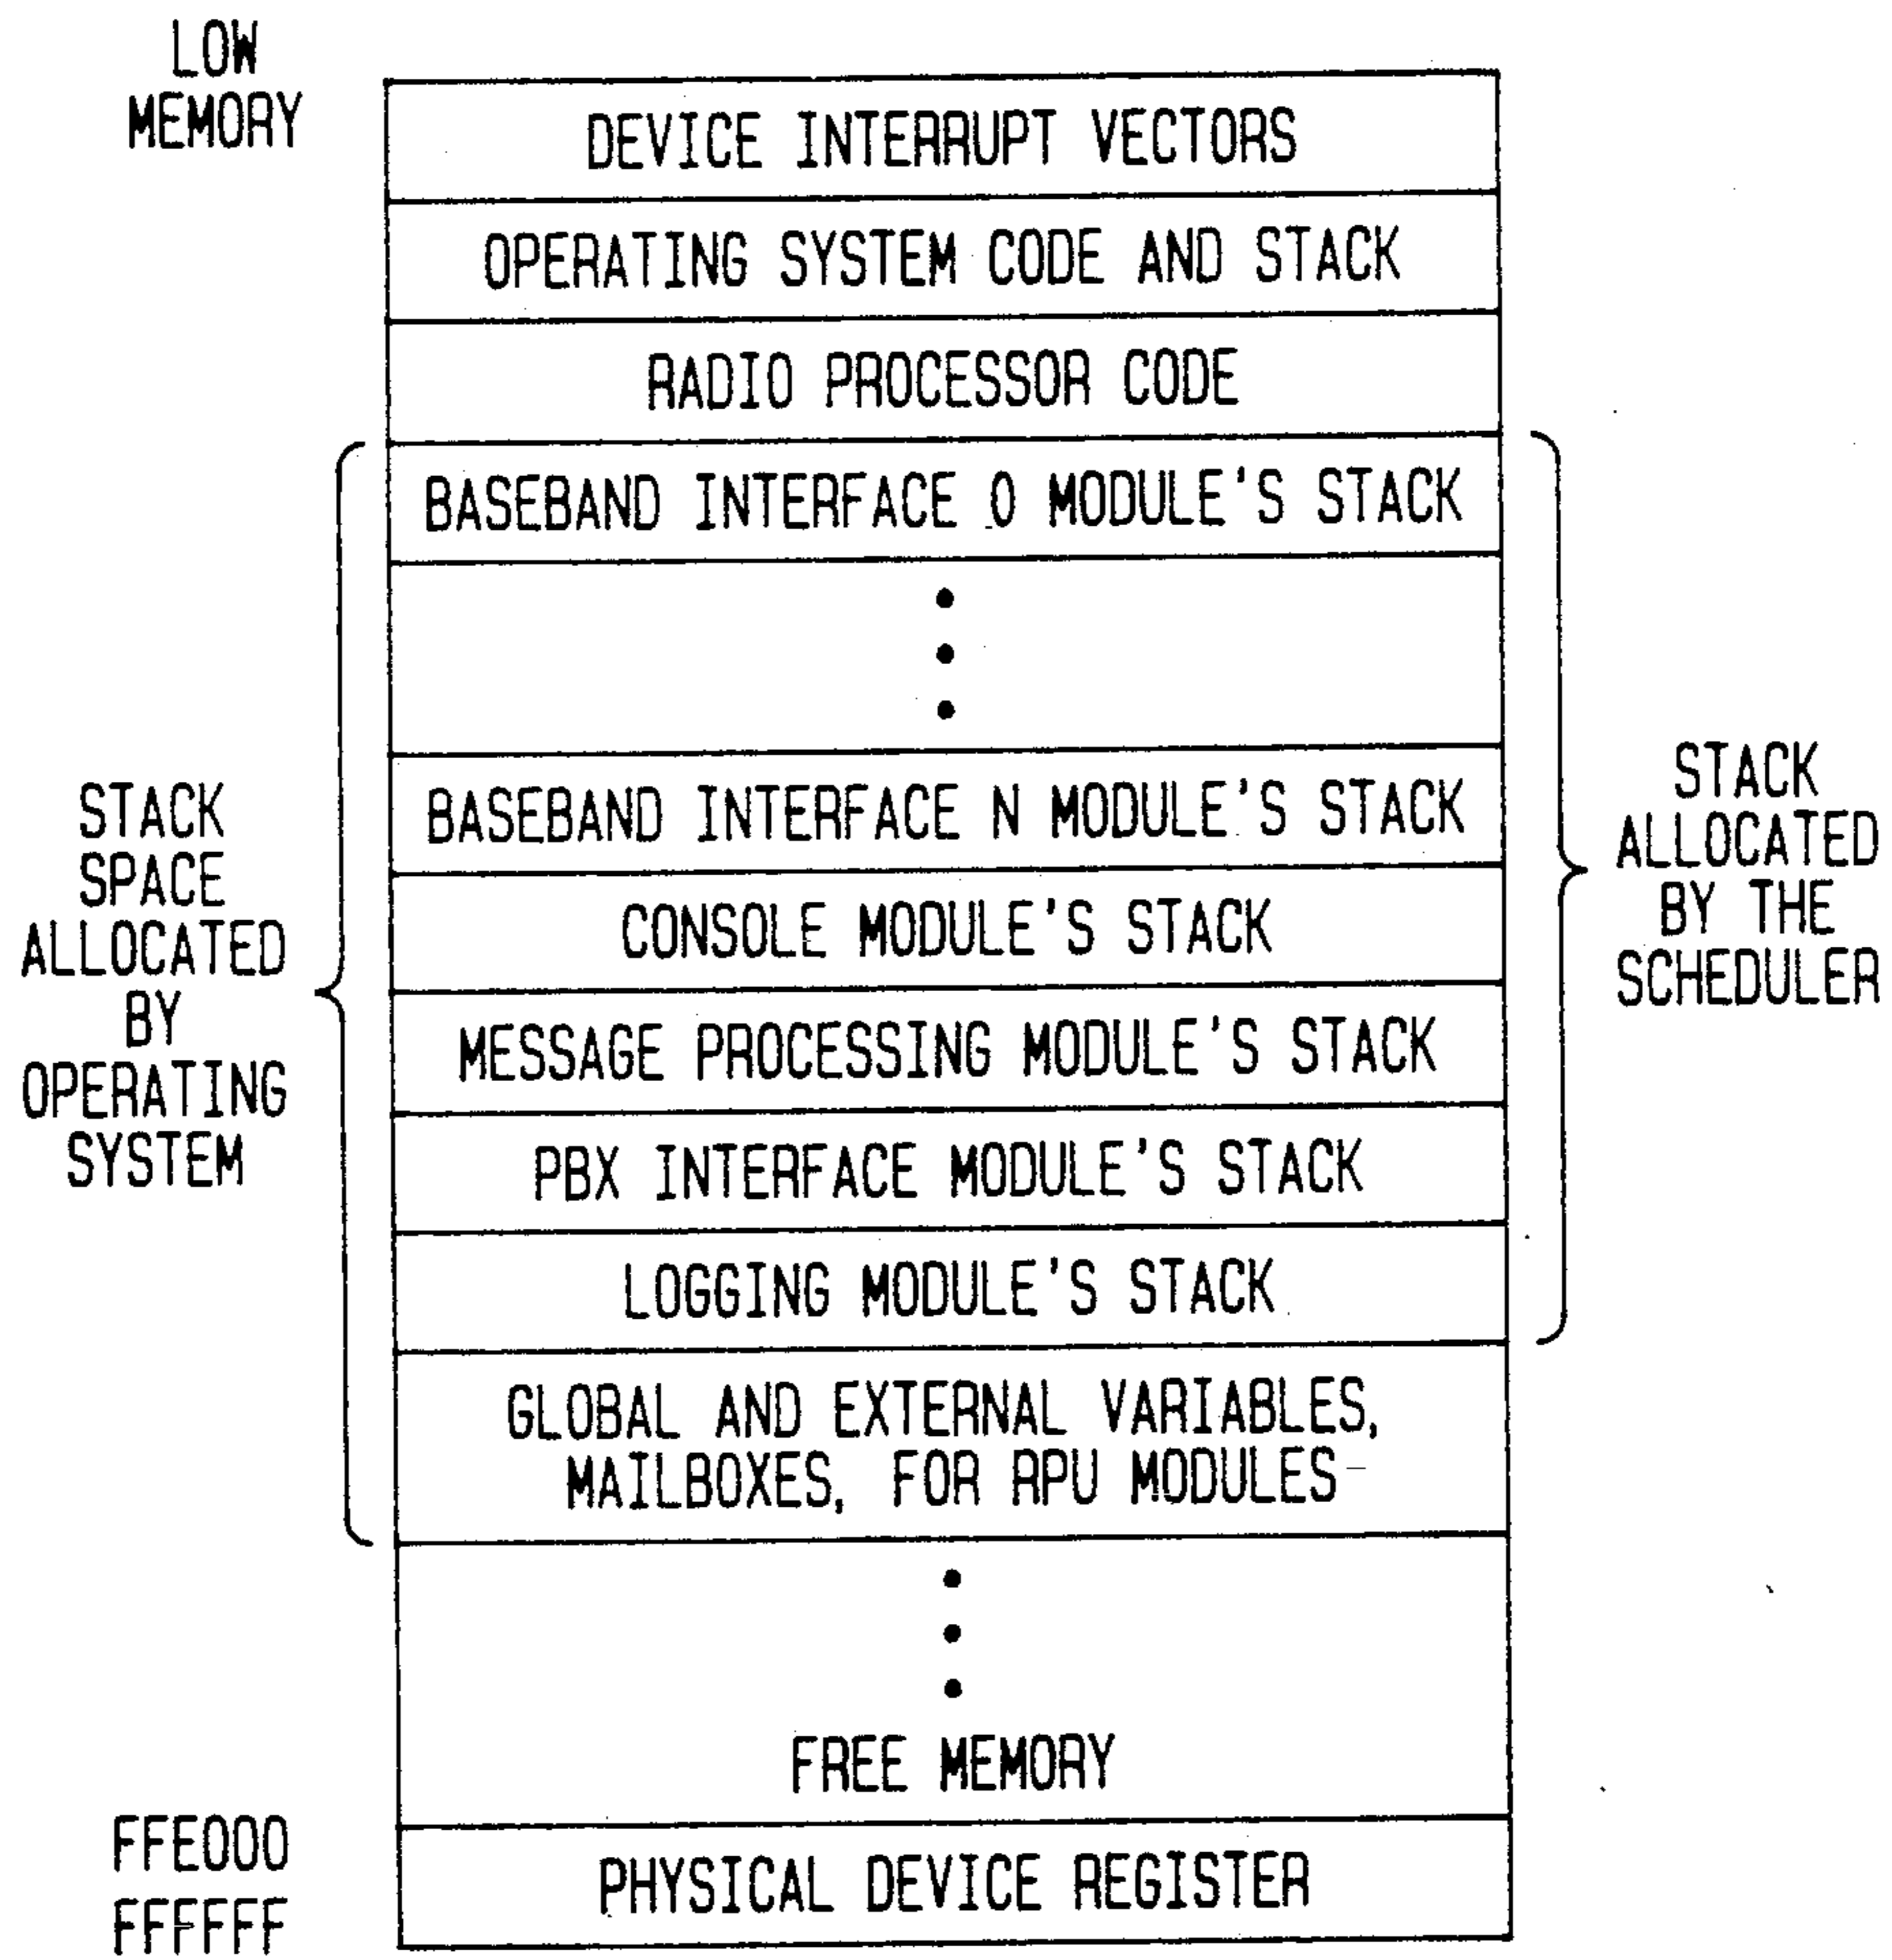 LOW
MEMORY
DEVICE INTERRUPT VECTORS
OPERATING SYSTEM CODE AND STACK
RADIO PROCESSOR CODE
BASEBAND INTERFACE 0 MODULE'S STACK
BASEBAND INTERFACE N MODULE'S STACK
CONSOLE MODULE'S STACK
MESSAGE PROCESSING MODULE'S STACK
PBX INTERFACE MODULE'S STACK
LOGGING MODULE'S STACK
GLOBAL AND EXTERNAL VARIABLES,
MAILBOXES, FOR RPU MODULES
FREE MEMORY
PHYSICAL DEVICE REGISTER
STACK
SPACE
ALLOCATED
BY
OPERATING
SYSTEM
STACK
ALLOCATED
BY THE
SCHEDULER
FFE000
FFFFFF